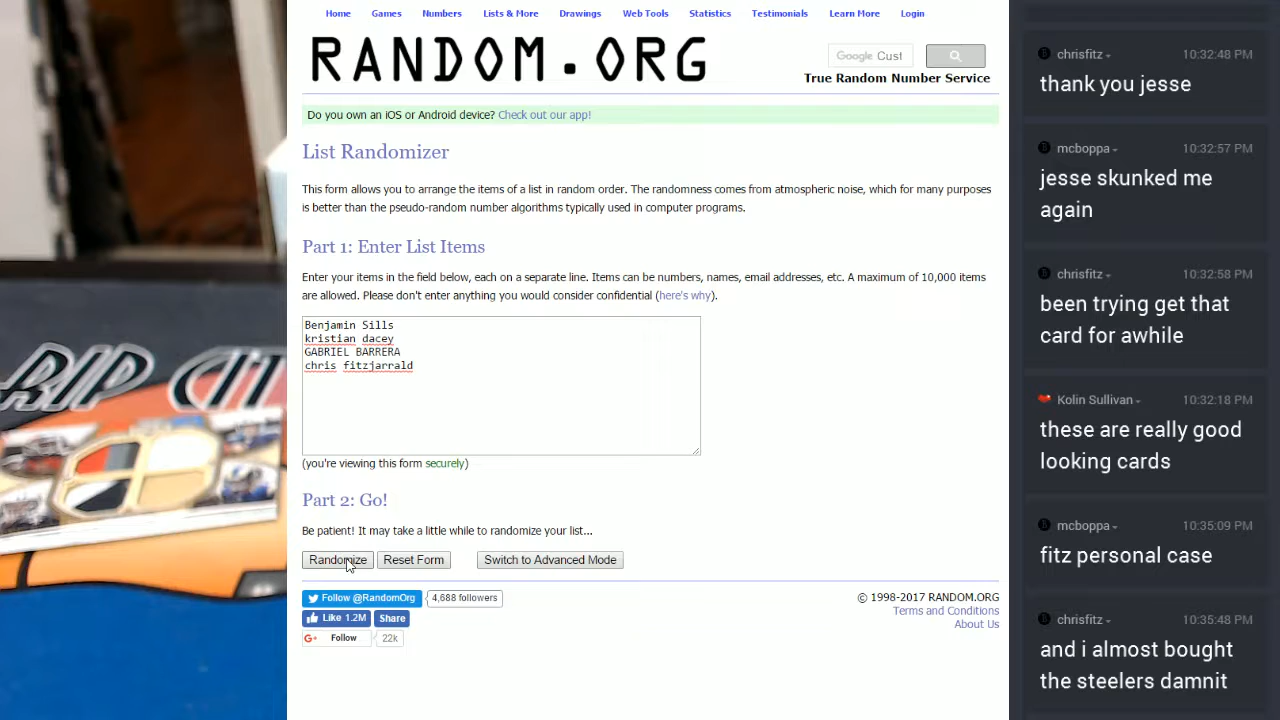 Home Games Numbers Lists & More Drawings Web Tools Statistics Testimonials Learn More Login
RANDOM.ORG
Google Cust
True Random Number Service
Do you own an iOS or Android device? Check out our app!
List Randomizer
This form allows you to arrange the items of a list in random order. The randomness comes from atmospheric noise, which for many purposes
is better than the pseudo-random number algorithms typically used in computer programs.
Part 1: Enter List Items
Enter your items in the field below, each on a separate line. Items can be numbers, names, email addresses, etc. A maximum of 10,000 items
are allowed. Please don't enter anything you would consider confidential (here's why).
Benjamin Sills
kristian dacey
GABRIEL BARRERA
chris fitzjarrald
(you're viewing this form securely)
Part 2: Go!
Be patient! It may take a little while to randomize your list...
Randomize Reset Form Switch to Advanced Mode
Follow @RandomOrg 4,688 followers
Like 1.2M Share
G+ Follow 22k
© 1998-2017 RANDOM.ORG
Terms and Conditions
About Us
chrisfitz 10:32:48 PM
thank you jesse
mcboppa 10:32:57 PM
jesse skunked me
again
chrisfitz 10:32:58 PM
been trying get that
card for awhile
Kolin Sullivan 10:32:18 PM
these are really good
looking cards
mcboppa 10:35:09 PM
fitz personal case
chrisfitz 10:35:48 PM
and i almost bought
the steelers damnit